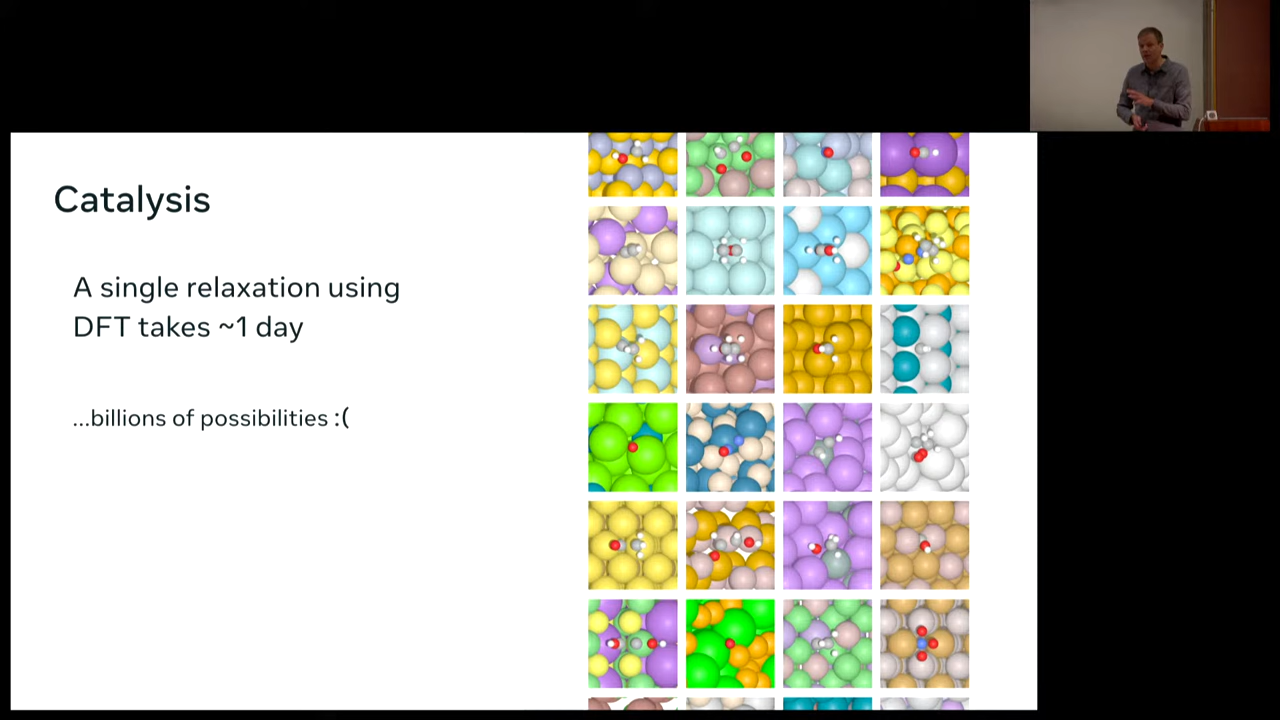 Catalysis
A single relaxation using
DFT takes ~1 day
...billions of possibilities :(